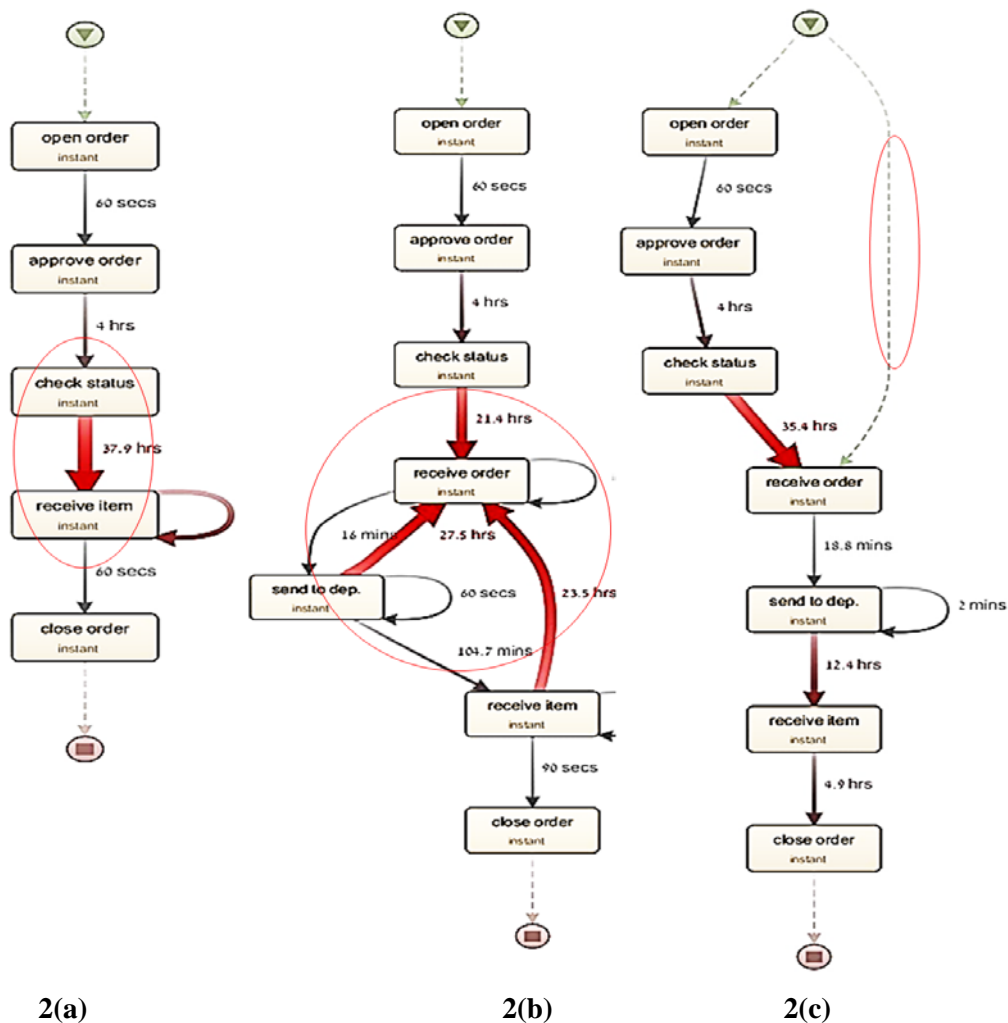 open order
instant
60 secs
approve order
instant
4 hrs
check status
instant
37.9 hrs
receive item
instant
60 secs
close order
instant
2(a)
open order
instant
60 secs
approve order
instant
4 hrs
check status
instant
21.4 hrs
receive order
instant
16 mins
27.5 hrs
send to dep.
instant
60 secs
23.5 hrs
104.7 mins
receive item
instant
90 secs
close order
instant
2(b)
open order
instant
60 secs
approve order
instant
4 hrs
check status
instant
35.4 hrs
receive order
instant
18.8 mins
send to dep.
instant
2 mins
12.4 hrs
receive item
instant
4.9 hrs
close order
instant
2(c)